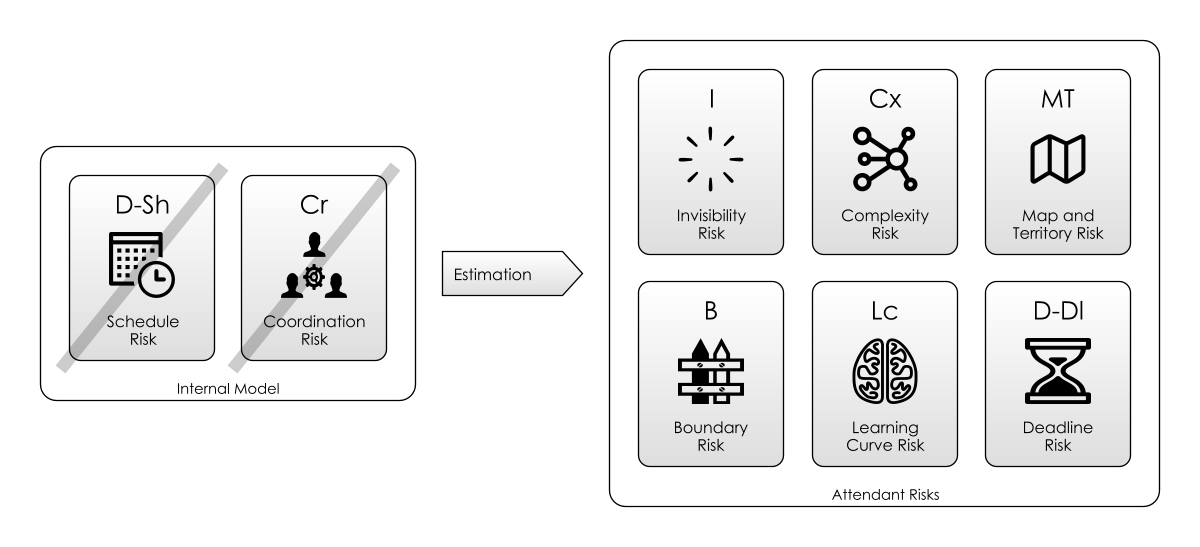 D-Sh
Schedule
Risk
Cr
Coordination
Risk
Internal Model
Estimation
I
Invisibility
Risk
Cx
Complexity
Risk
MT
Map and
Territory Risk
B
Boundary
Risk
Lc
Learning
Curve Risk
D-Dl
Deadline
Risk
Attendant Risks